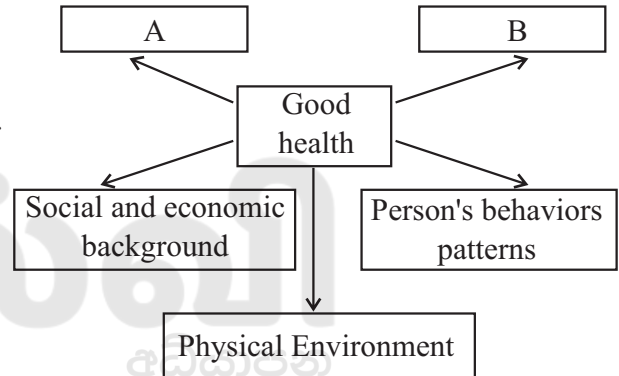 A
B
Good
health
Social and economic
background
Person's behaviors
patterns
Physical Environment